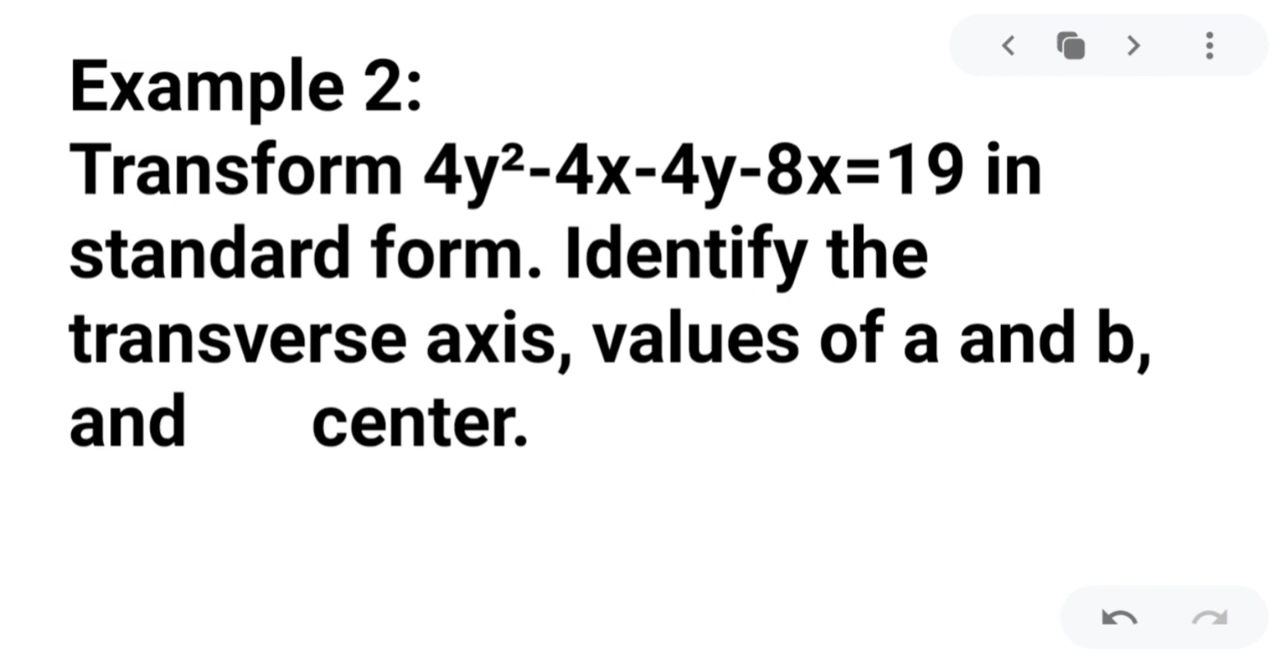 Example 2:
Transform 4y²-4x-4y-8x=19 in
standard form. Identify the
transverse axis, values of a and b,
and center.